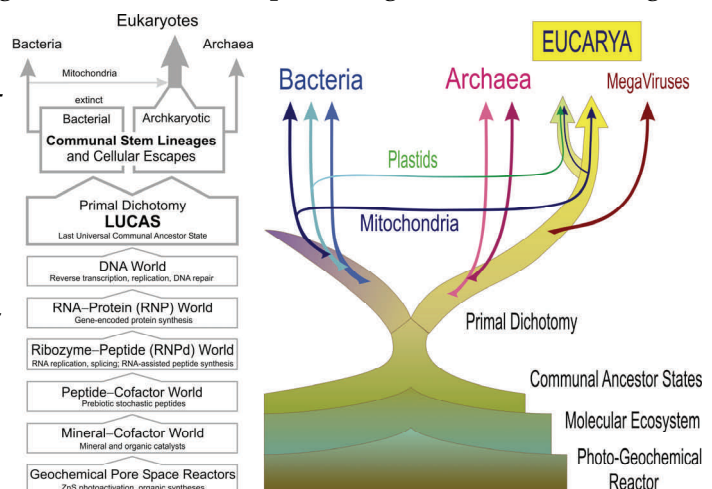 Eukaryotes
Bacteria
Archaea
Mitochondria
extinct
Bacterial
Archkaryotic
Communal Stem Lineages
and Cellular Escapes
Primal Dichotomy
LUCAS
Last Universal Communal Ancestor State
DNA World
Reverse transcription, replication, DNA repair
RNA–Protein (RNP) World
Gene-encoded protein synthesis
Ribozyme–Peptide (RNPd) World
RNA replication, splicing; RNA-assisted peptide synthesis
Peptide–Cofactor World
Prebiotic stochastic peptides
Mineral–Cofactor World
Mineral and organic catalysts
Geochemical Pore Space Reactors
ZnS photoactivation, organic syntheses
EUCARYA
Bacteria
Archaea
MegaViruses
Plastids
Mitochondria
Primal Dichotomy
Communal Ancestor States
Molecular Ecosystem
Photo-Geochemical
Reactor